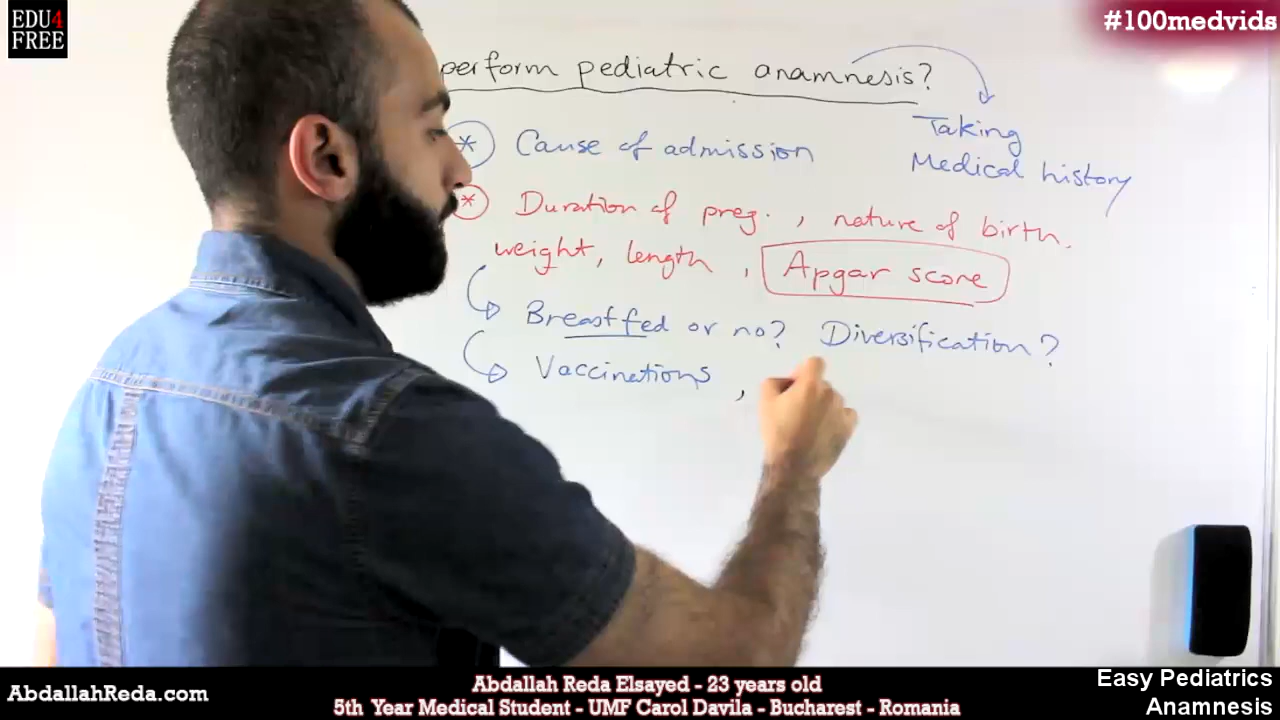 EDU4
FREE
#100medvids
perform pediatric anamnesis?
Taking
Medical history
* Cause of admission
* Duration of preg. , nature of birth.
weight, length , Apgar score
Breastfed or no? Diversification?
Vaccinations ,
AbdallahReda.com
Abdallah Reda Elsayed - 23 years old
5th Year Medical Student - UMF Carol Davila - Bucharest - Romania
Easy Pediatrics
Anamnesis